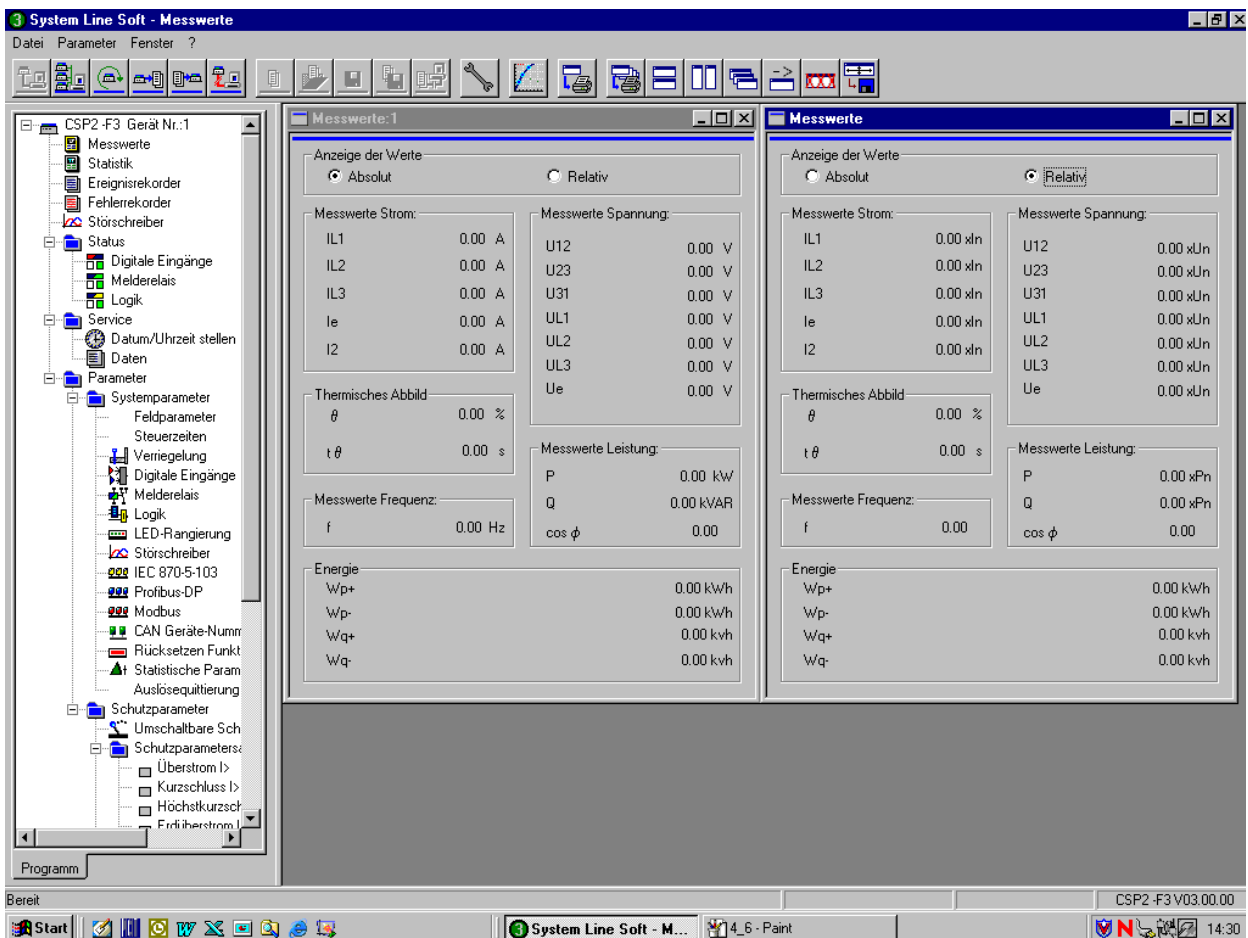 System Line Soft - Messwerte
Datei Parameter Fenster ?
CSP2 -F3 Gerät Nr.:1
Messwerte
Statistik
Ereignisrekorder
Fehlerrekorder
Störschreiber
Status
Digitale Eingänge
Melderelais
Logik
Service
Datum/Uhrzeit stellen
Daten
Parameter
Systemparameter
Feldparameter
Steuerzeiten
Verriegelung
Digitale Eingänge
Melderelais
Logik
LED-Rangierung
Störschreiber
IEC 870-5-103
Profibus-DP
Modbus
CAN Geräte-Numm
Rücksetzen Funkt
Statistische Param
Auslösequittierung
Schutzparameter
Umschaltbare Sch
Schutzparametersa
Überstrom I>
Kurzschluss I>
Höchstkurzsch
Erdüberstrom I
Programm
Messwerte:1
Anzeige der Werte
Absolut Relativ
Messwerte Strom:
IL1 0.00 A
IL2 0.00 A
IL3 0.00 A
Ie 0.00 A
I2 0.00 A
Thermisches Abbild
θ 0.00 %
t θ 0.00 s
Messwerte Frequenz:
f 0.00 Hz
Messwerte Spannung:
U12 0.00 V
U23 0.00 V
U31 0.00 V
UL1 0.00 V
UL2 0.00 V
UL3 0.00 V
Ue 0.00 V
Messwerte Leistung:
P 0.00 kW
Q 0.00 kVAR
cos ϕ 0.00
Energie
Wp+ 0.00 kWh
Wp- 0.00 kWh
Wq+ 0.00 kvh
Wq- 0.00 kvh
Messwerte
Anzeige der Werte
Absolut Relativ
Messwerte Strom:
IL1 0.00 xIn
IL2 0.00 xIn
IL3 0.00 xIn
Ie 0.00 xIn
I2 0.00 xIn
Thermisches Abbild
θ 0.00 %
t θ 0.00 s
Messwerte Frequenz:
f 0.00
Messwerte Spannung:
U12 0.00 xUn
U23 0.00 xUn
U31 0.00 xUn
UL1 0.00 xUn
UL2 0.00 xUn
UL3 0.00 xUn
Ue 0.00 xUn
Messwerte Leistung:
P 0.00 xPn
Q 0.00 xPn
cos ϕ 0.00
Energie
Wp+ 0.00 kWh
Wp- 0.00 kWh
Wq+ 0.00 kvh
Wq- 0.00 kvh
Bereit
CSP2 -F3 V03.00.00
Start
System Line Soft - M...
4_6 - Paint
14:30